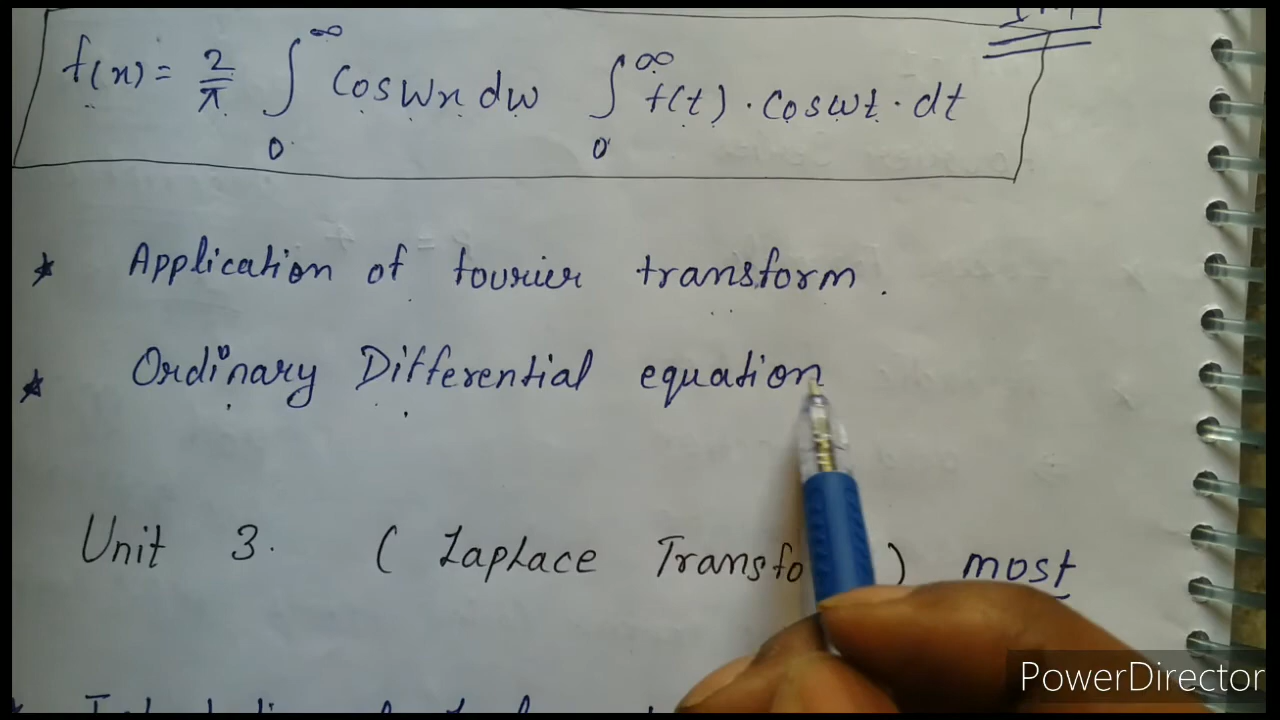 f(x) = 2/π ∫₀^∞ Cos wx dw ∫₀^∞ f(t) · Cos wt · dt
* Application of fourier transform.
* Ordinary Differential equation
Unit 3. ( Laplace ) most
PowerDirector